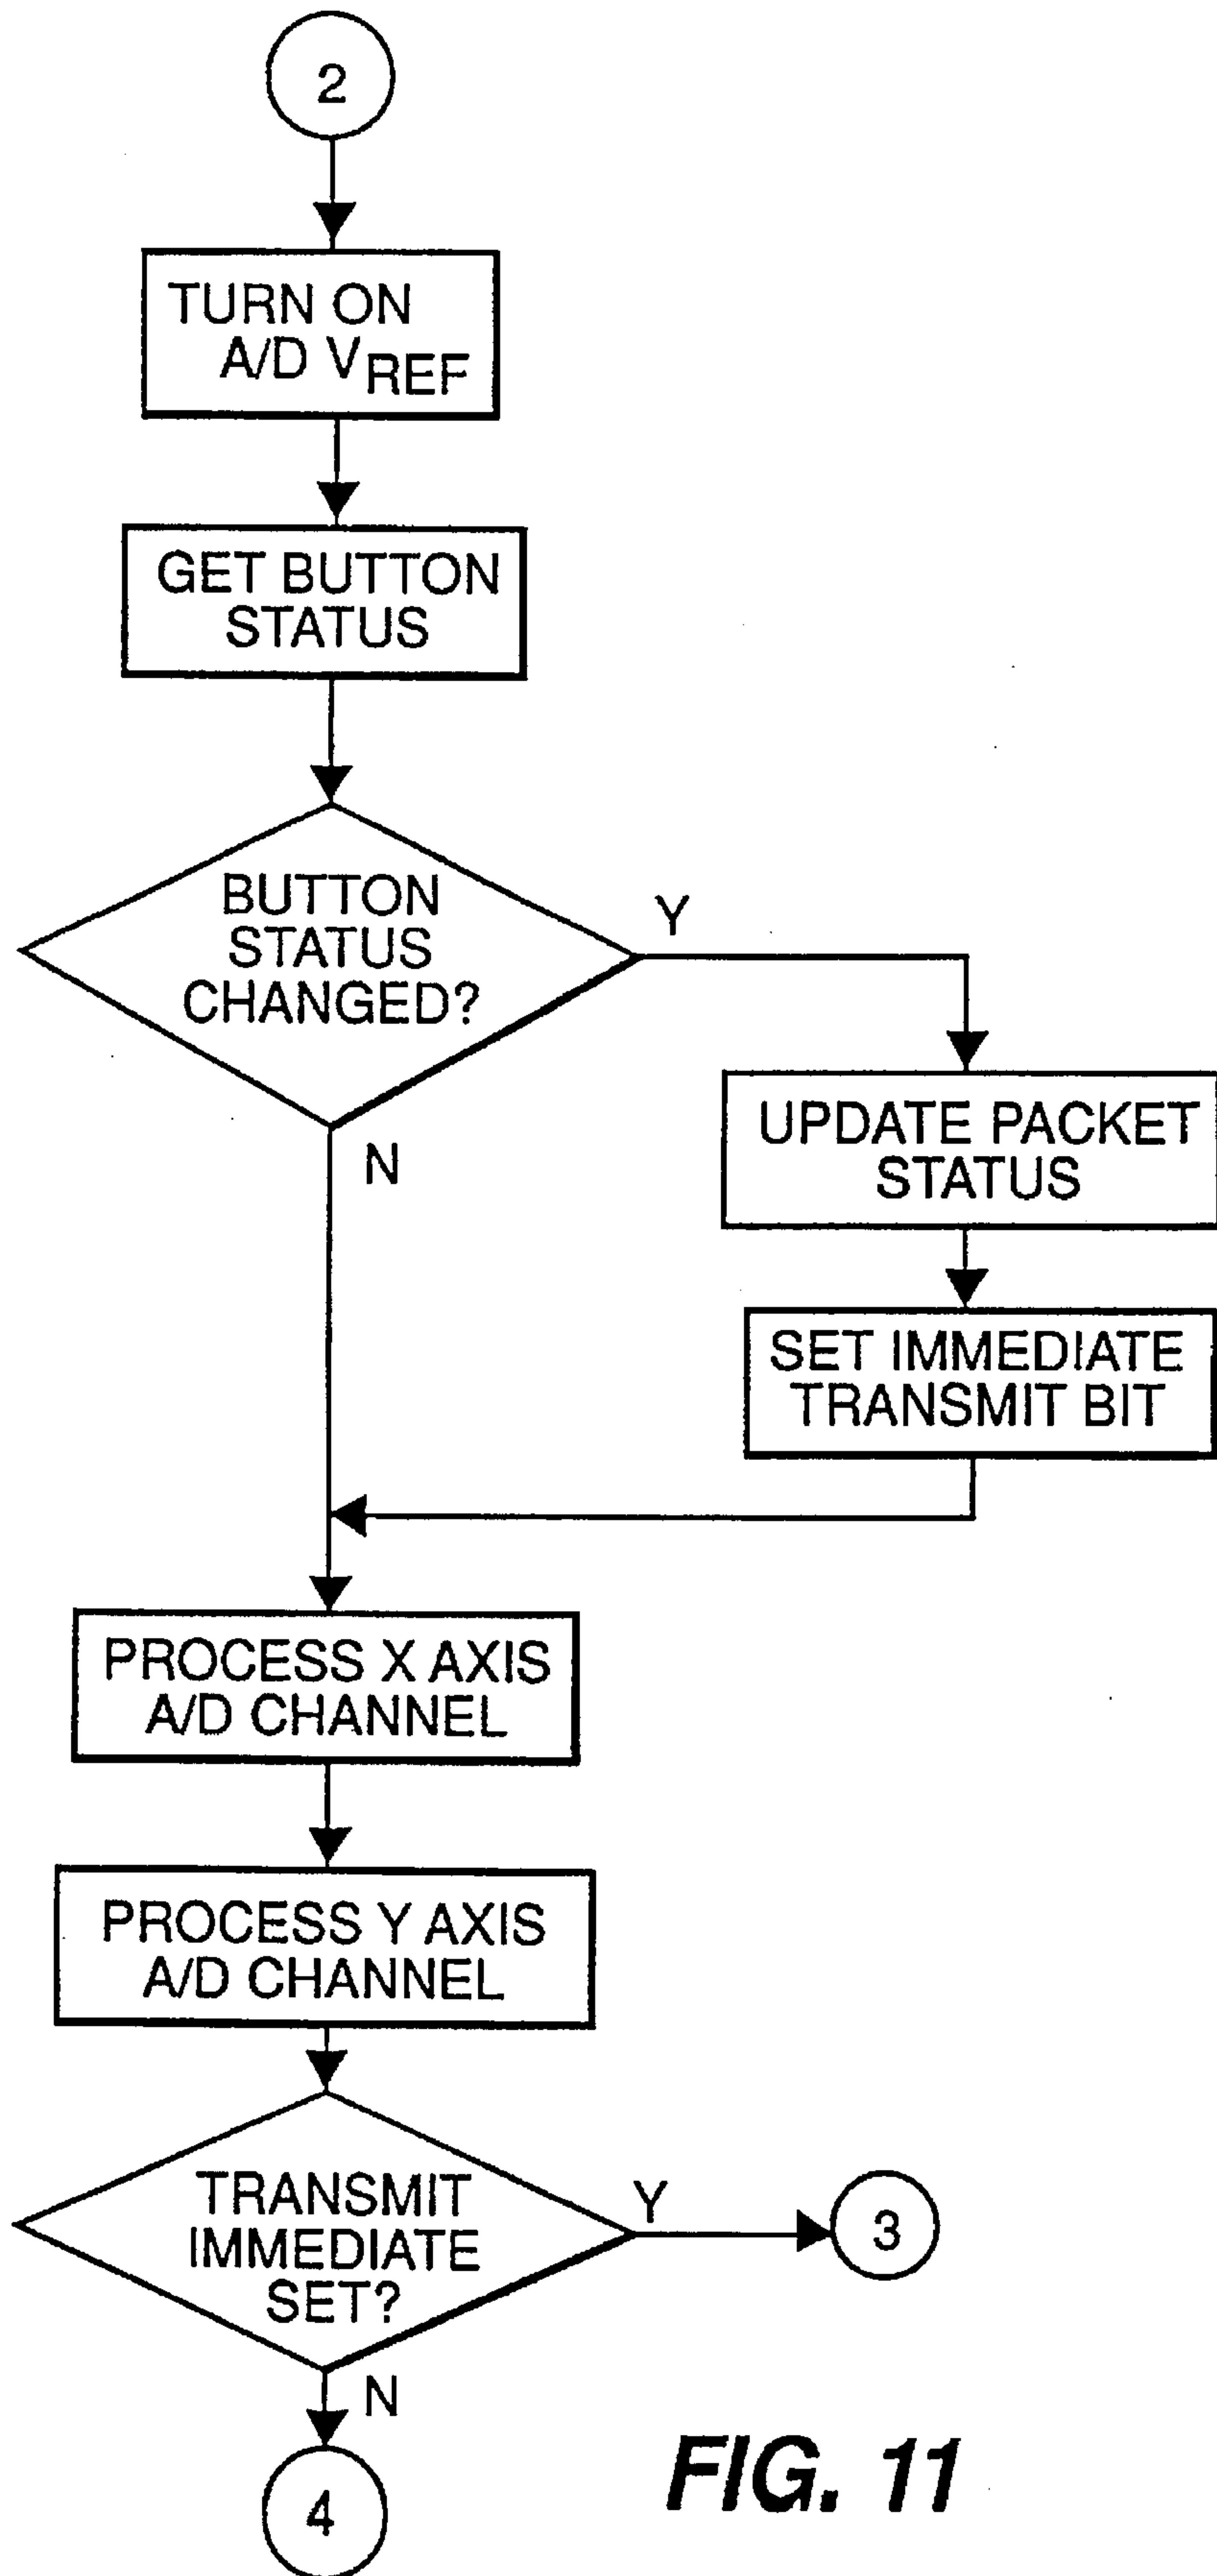 2
TURN ON
A/D VREF
GET BUTTON
STATUS
BUTTON
STATUS
CHANGED?
Y
N
UPDATE PACKET
STATUS
SET IMMEDIATE
TRANSMIT BIT
PROCESS X AXIS
A/D CHANNEL
PROCESS Y AXIS
A/D CHANNEL
TRANSMIT
IMMEDIATE
SET?
Y
3
N
4
FIG. 11